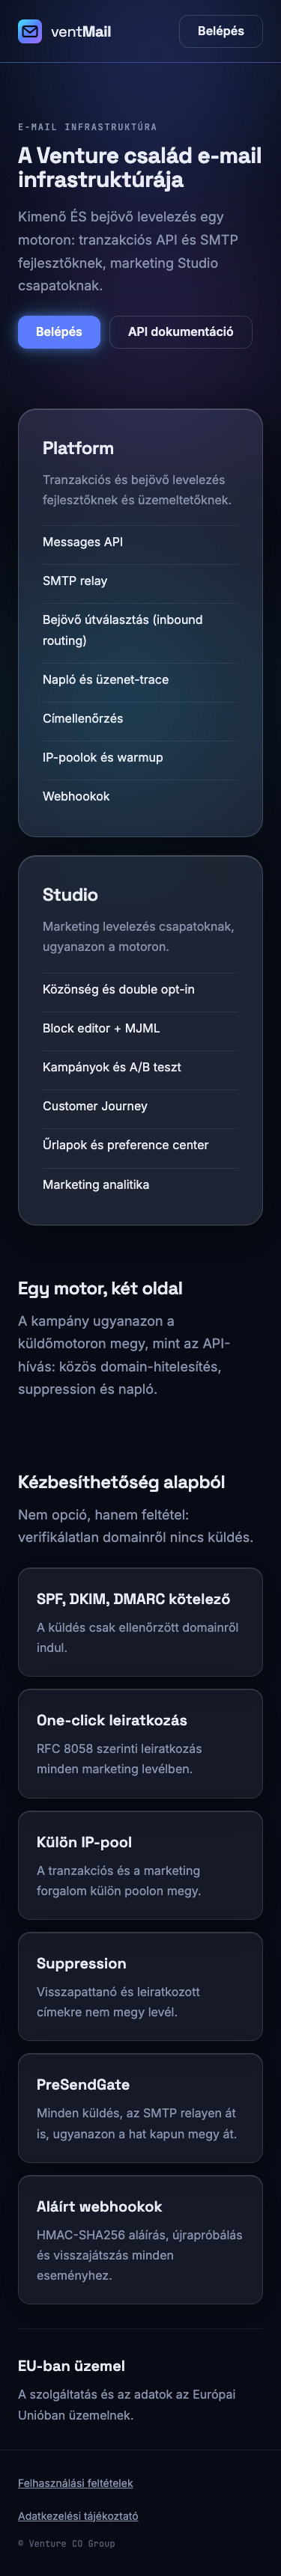 ventMail
Belépés
E-MAIL INFRASTRUKTÚRA
A Venture család e-mail
infrastruktúrája
Kimenő ÉS bejövő levelezés egy
motoron: tranzakciós API és SMTP
fejlesztőknek, marketing Studio
csapatoknak.
Belépés
API dokumentáció
Platform
Tranzakciós és bejövő levelezés
fejlesztőknek és üzemeltetőknek.
Messages API
SMTP relay
Bejövő útválasztás (inbound
routing)
Napló és üzenet-trace
Címellenőrzés
IP-poolok és warmup
Webhookok
Studio
Marketing levelezés csapatoknak,
ugyanazon a motoron.
Közönség és double opt-in
Block editor + MJML
Kampányok és A/B teszt
Customer Journey
Űrlapok és preference center
Marketing analitika
Egy motor, két oldal
A kampány ugyanazon a
küldőmotoron megy, mint az API-
hívás: közös domain-hitelesítés,
suppression és napló.
Kézbesíthetőség alapból
Nem opció, hanem feltétel:
verifikálatlan domainről nincs küldés.
SPF, DKIM, DMARC kötelező
A küldés csak ellenőrzött domainről
indul.
One-click leiratkozás
RFC 8058 szerinti leiratkozás
minden marketing levélben.
Külön IP-pool
A tranzakciós és a marketing
forgalom külön poolon megy.
Suppression
Visszapattanó és leiratkozott
címekre nem megy levél.
PreSendGate
Minden küldés, az SMTP relayen át
is, ugyanazon a hat kapun megy át.
Aláírt webhookok
HMAC-SHA256 aláírás, újrapróbálás
és visszajátszás minden
eseményhez.
EU-ban üzemel
A szolgáltatás és az adatok az Európai
Unióban üzemelnek.
Felhasználási feltételek
Adatkezelési tájékoztató
© Venture CO Group